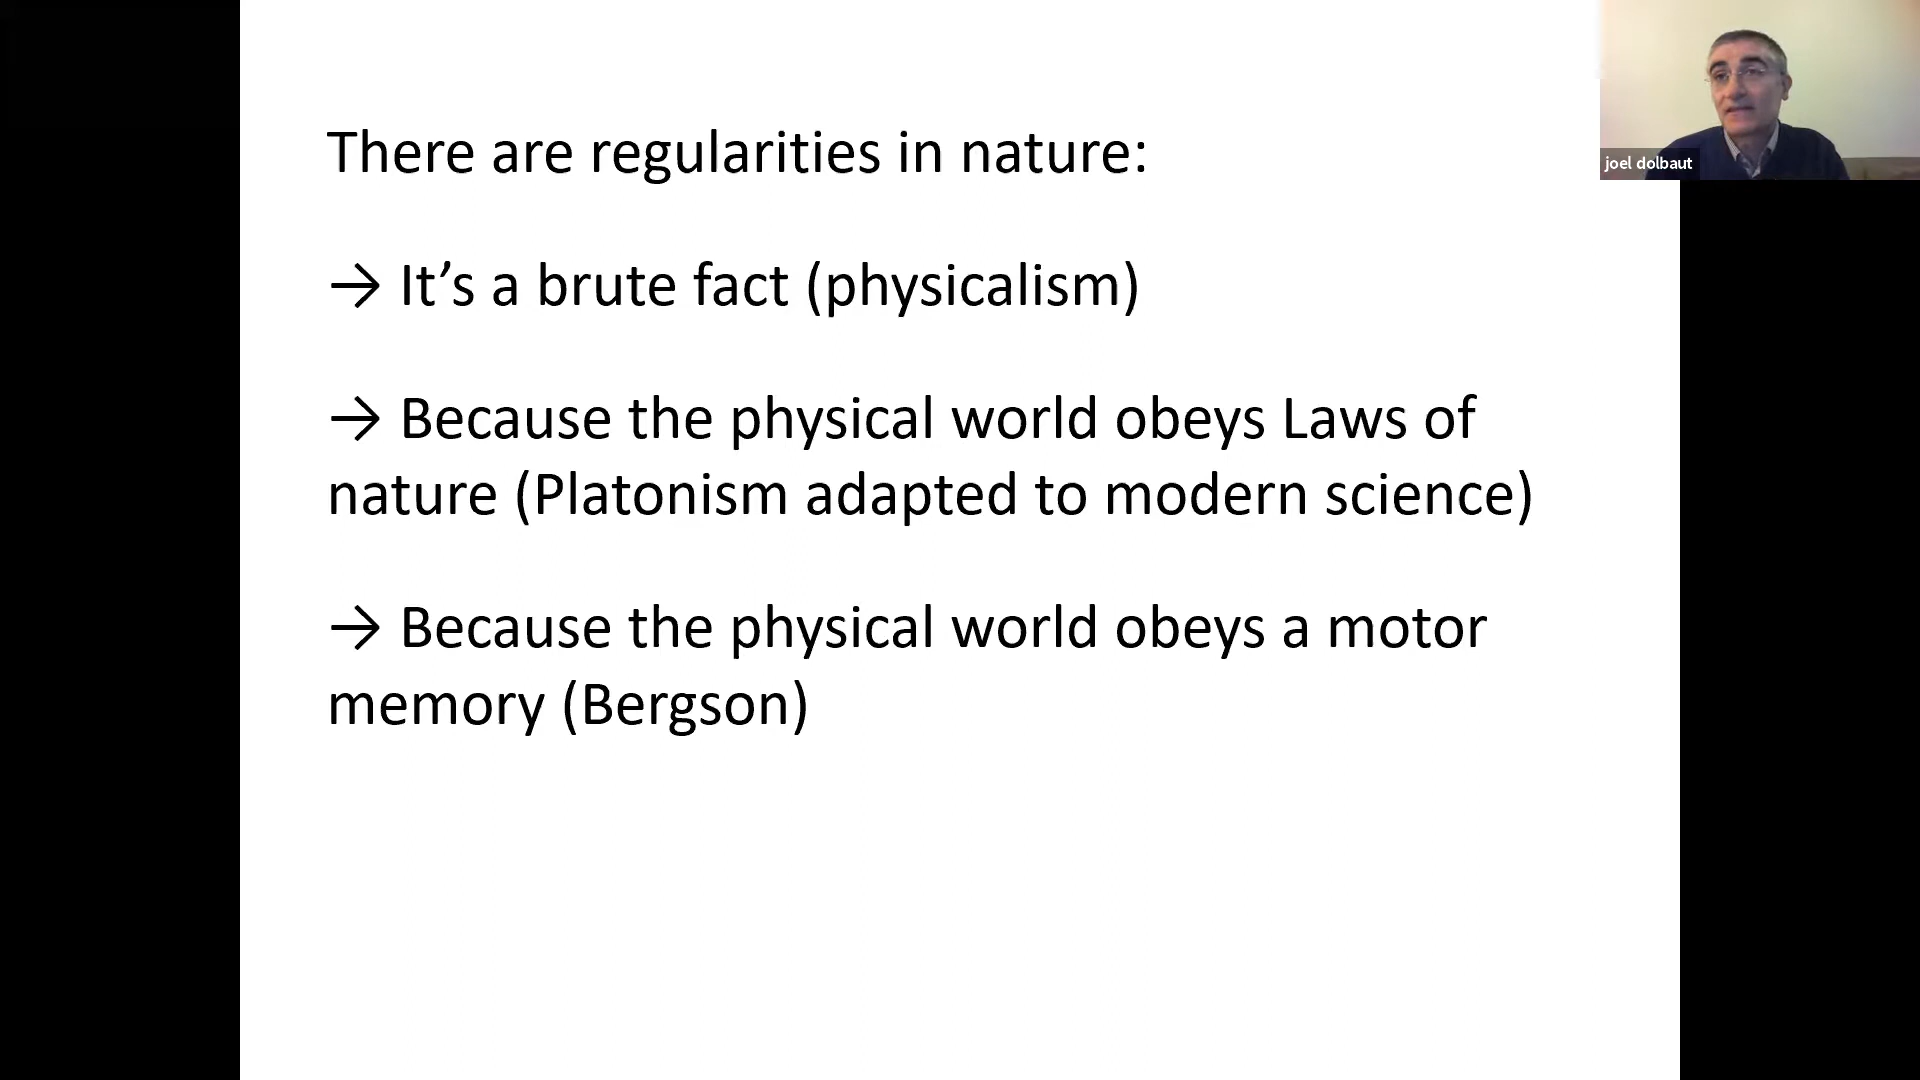 There are regularities in nature:
→ It’s a brute fact (physicalism)
→ Because the physical world obeys Laws of
nature (Platonism adapted to modern science)
→ Because the physical world obeys a motor
memory (Bergson)
joel dolbaut